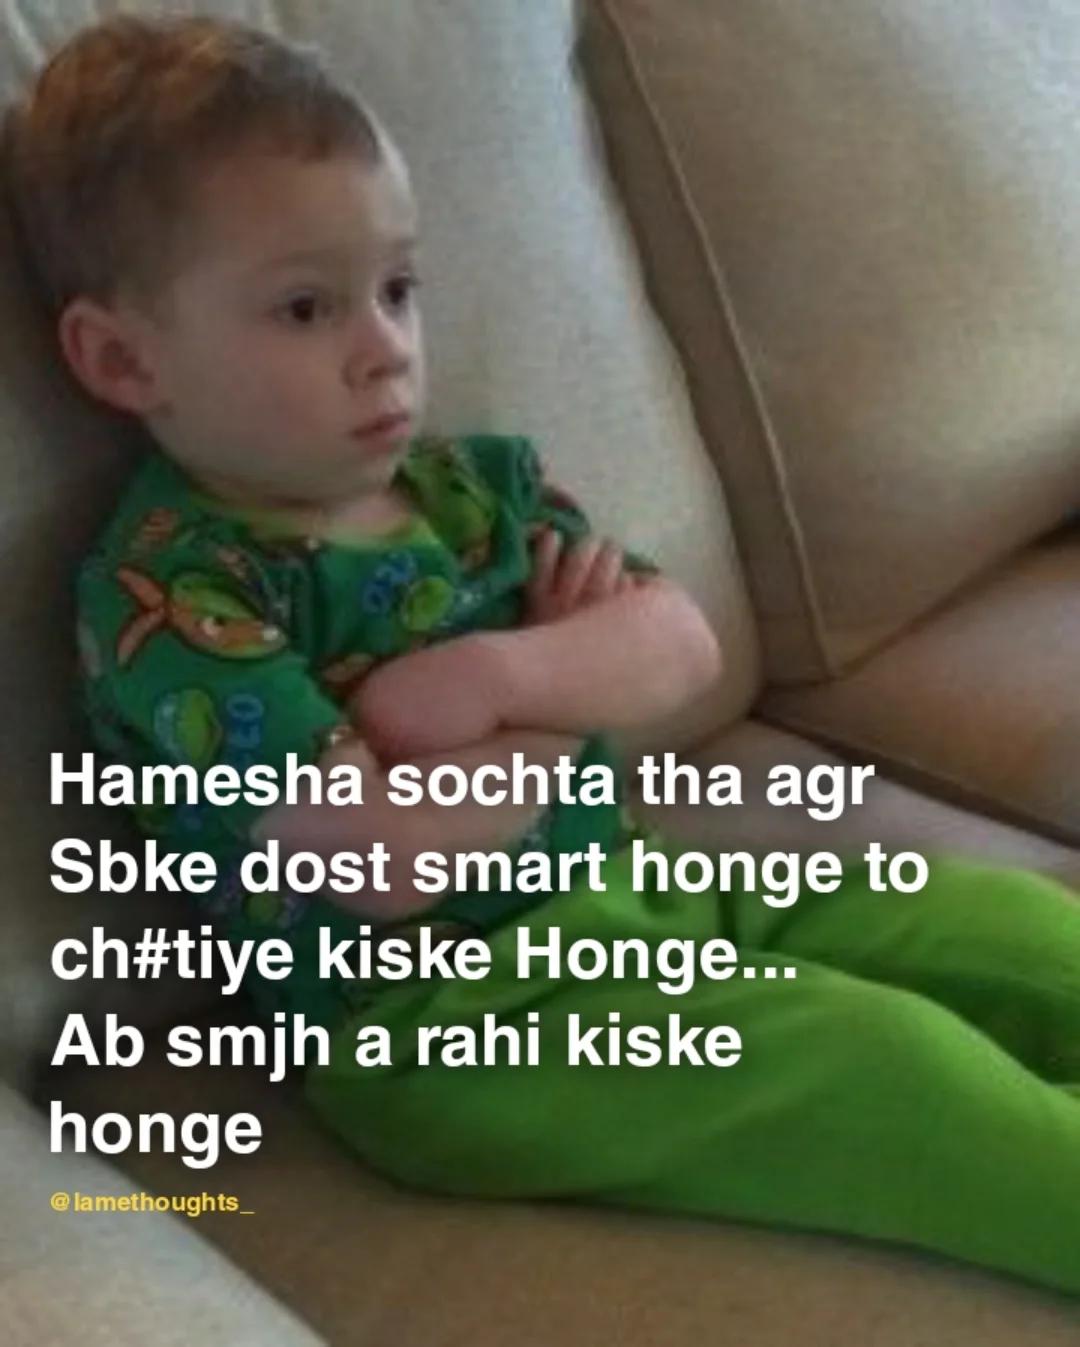 Hamesha sochta tha agr
Sbke dost smart honge to
ch#tiye kiske Honge...
Ab smjh a rahi kiske
honge
@lamethoughts_